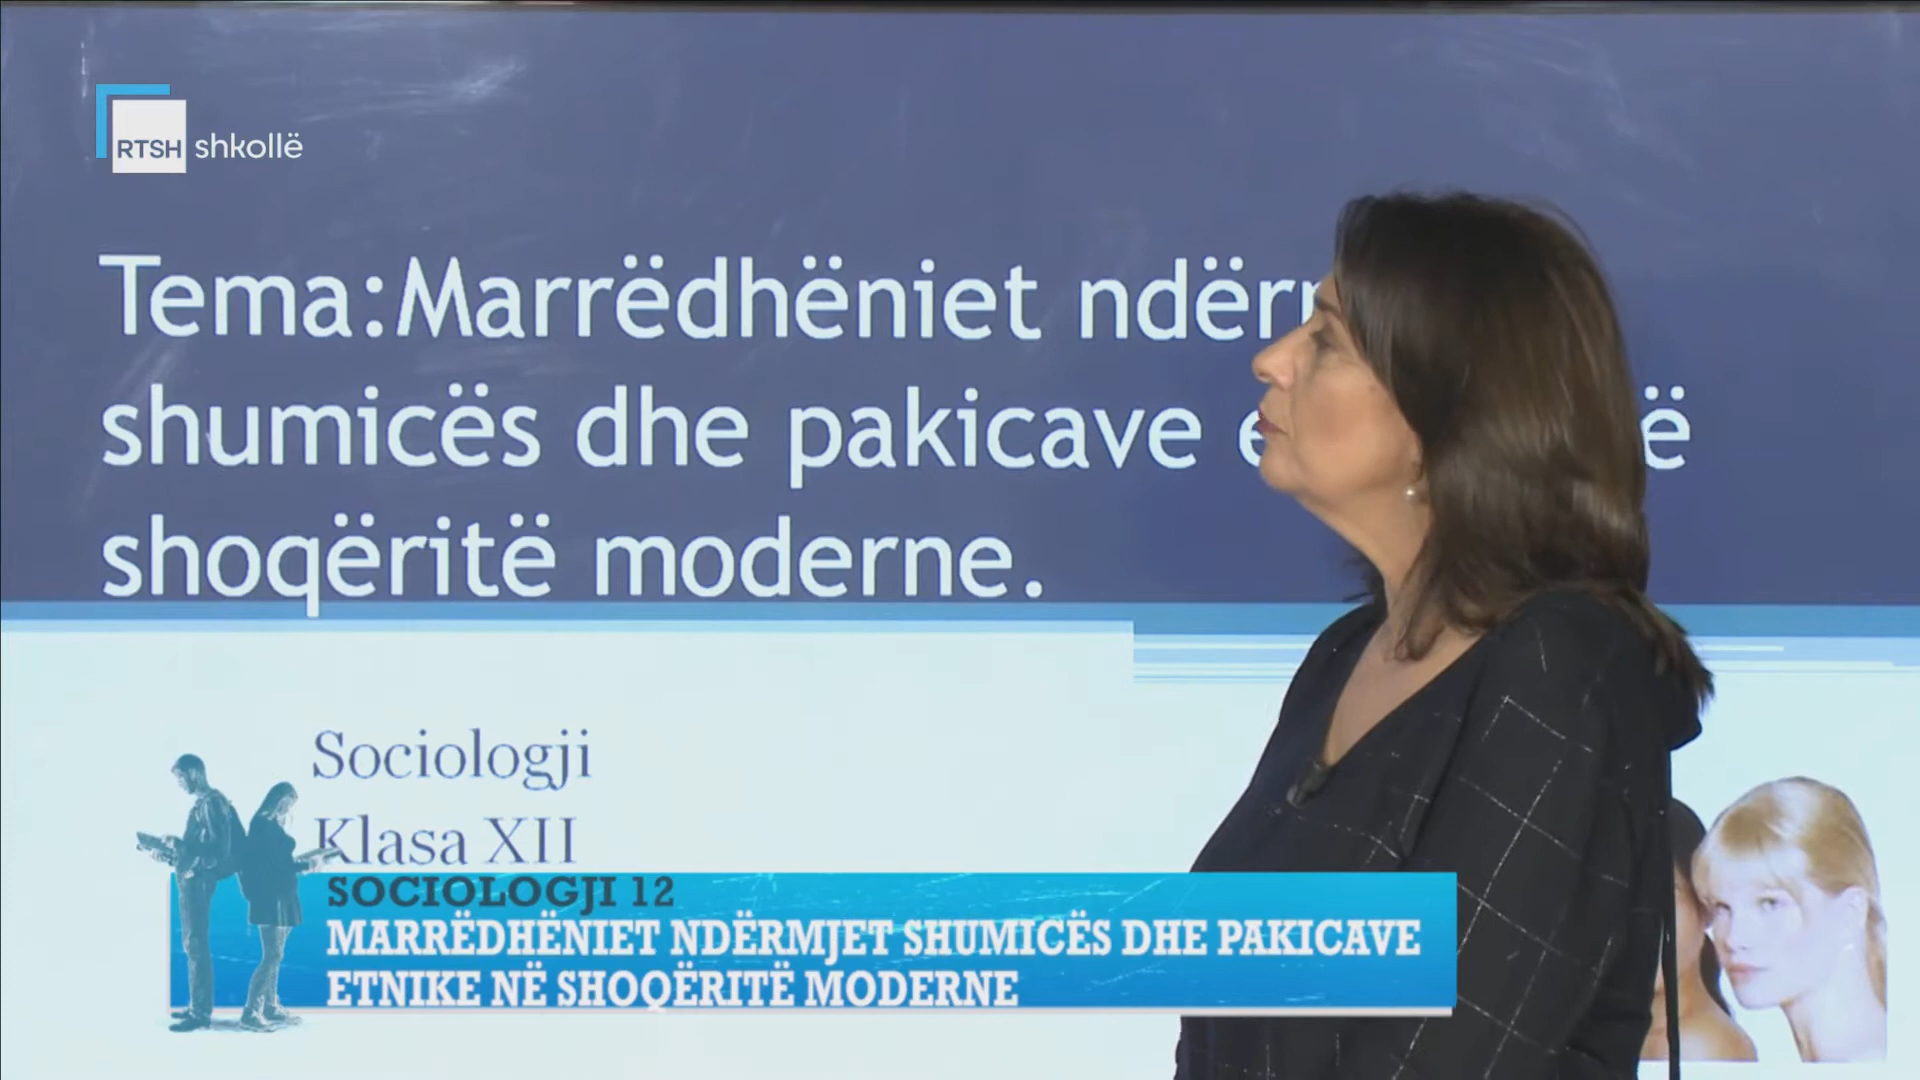 RTSH shkollë
Tema:Marrëdhëniet
shumicës dhe pakicave
shoqëritë moderne.
Sociologji
Klasa XII
SOCIOLOGJI 12
MARRËDHËNIET NDËRMJET SHUMICËS DHE PAKICAVE
ETNIKE NË SHOQËRITË MODERNE